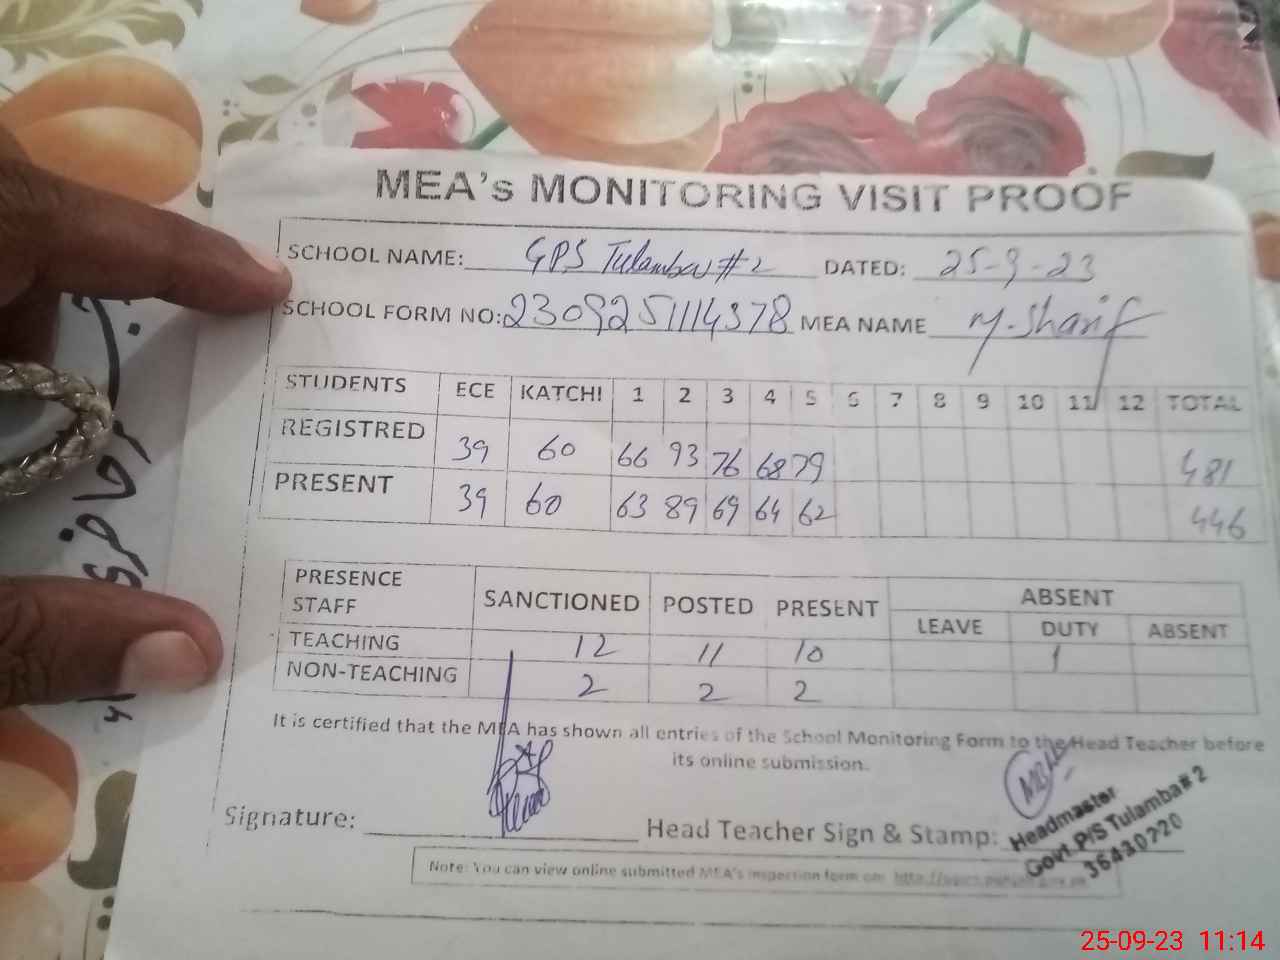 MEA's MONITORING VISIT PROOF
SCHOOL NAME: GPS Tulamba #2 DATED: 25-9-23
SCHOOL FORM NO: 2309251114378 MEA NAME M. Sharif
STUDENTS ECE KATCHI 1 2 3 4 5 6 7 8 9 10 11 12 TOTAL
REGISTRED 39 60 66 93 76 68 79 481
PRESENT 39 60 63 89 69 64 62 446
PRESENCE STAFF SANCTIONED POSTED PRESENT ABSENT
LEAVE DUTY ABSENT
TEACHING 12 11 10 1
NON-TEACHING 2 2 2
It is certified that the MEA has shown all entries of the School Monitoring Form to the Head Teacher before
its online submission.
Signature: Head Teacher Sign & Stamp:
Headmaster
Govt. P/S Tulamba # 2
36430720
Note: You can view online submitted MEA's inspection form on:
25-09-23 11:14